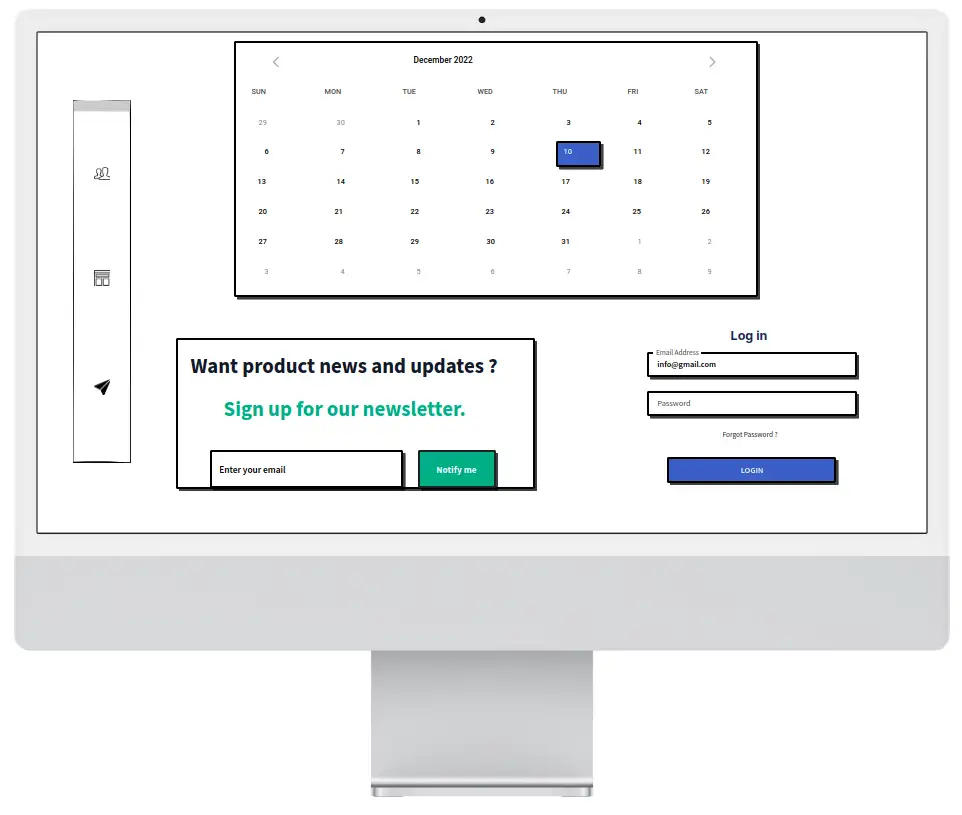 December 2022
SUN MON TUE WED THU FRI SAT
29 30 1 2 3 4 5
6 7 8 9 10 11 12
13 14 15 16 17 18 19
20 21 22 23 24 25 26
27 28 29 30 31 1 2
3 4 5 6 7 8 9
Want product news and updates ?
Sign up for our newsletter.
Enter your email
Notify me
Log in
Email Address
info@gmail.com
Password
Forgot Password ?
LOGIN